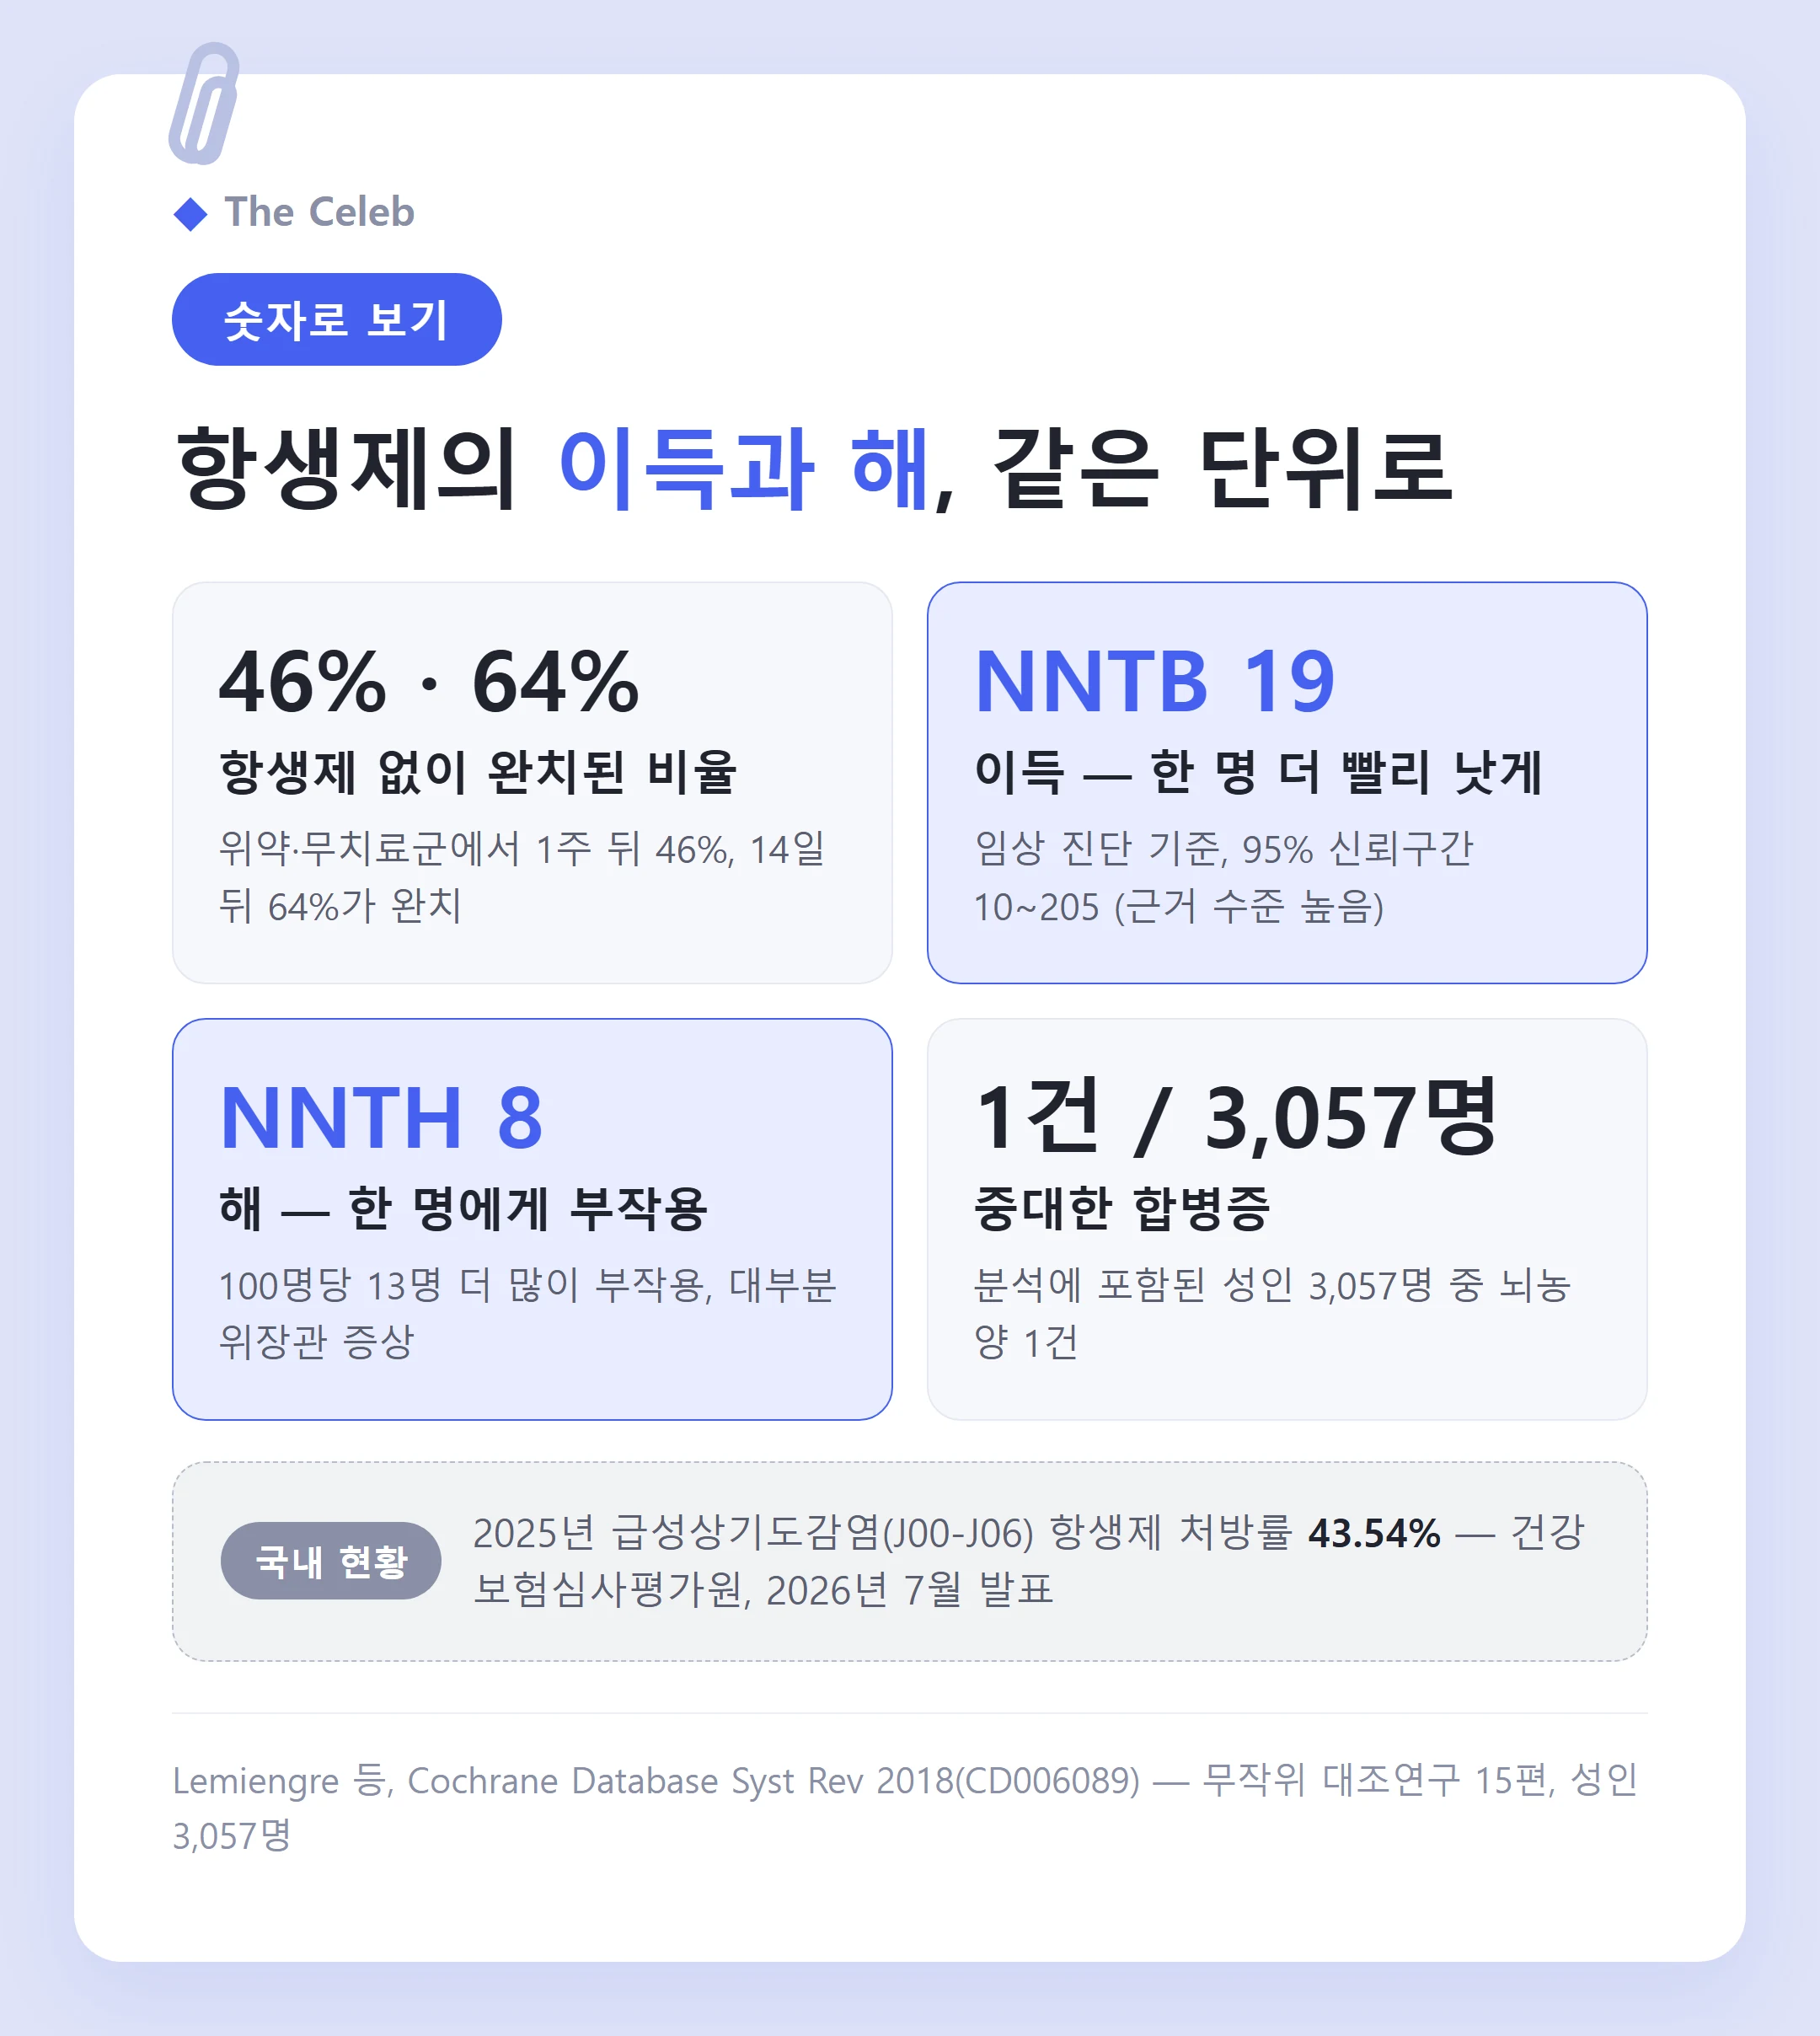 The Celeb
숫자로 보기
항생제의 이득과 해, 같은 단위로
46% · 64%
항생제 없이 완치된 비율
위약·무치료군에서 1주 뒤 46%, 14일
뒤 64%가 완치
NNTB 19
이득 — 한 명 더 빨리 낫게
임상 진단 기준, 95% 신뢰구간
10~205 (근거 수준 높음)
NNTH 8
해 — 한 명에게 부작용
100명당 13명 더 많이 부작용, 대부분
위장관 증상
1건 / 3,057명
중대한 합병증
분석에 포함된 성인 3,057명 중 뇌농
양 1건
국내 현황
2025년 급성상기도감염(J00-J06) 항생제 처방률 43.54% — 건강
보험심사평가원, 2026년 7월 발표
Lemiengre 등, Cochrane Database Syst Rev 2018(CD006089) — 무작위 대조연구 15편, 성인
3,057명